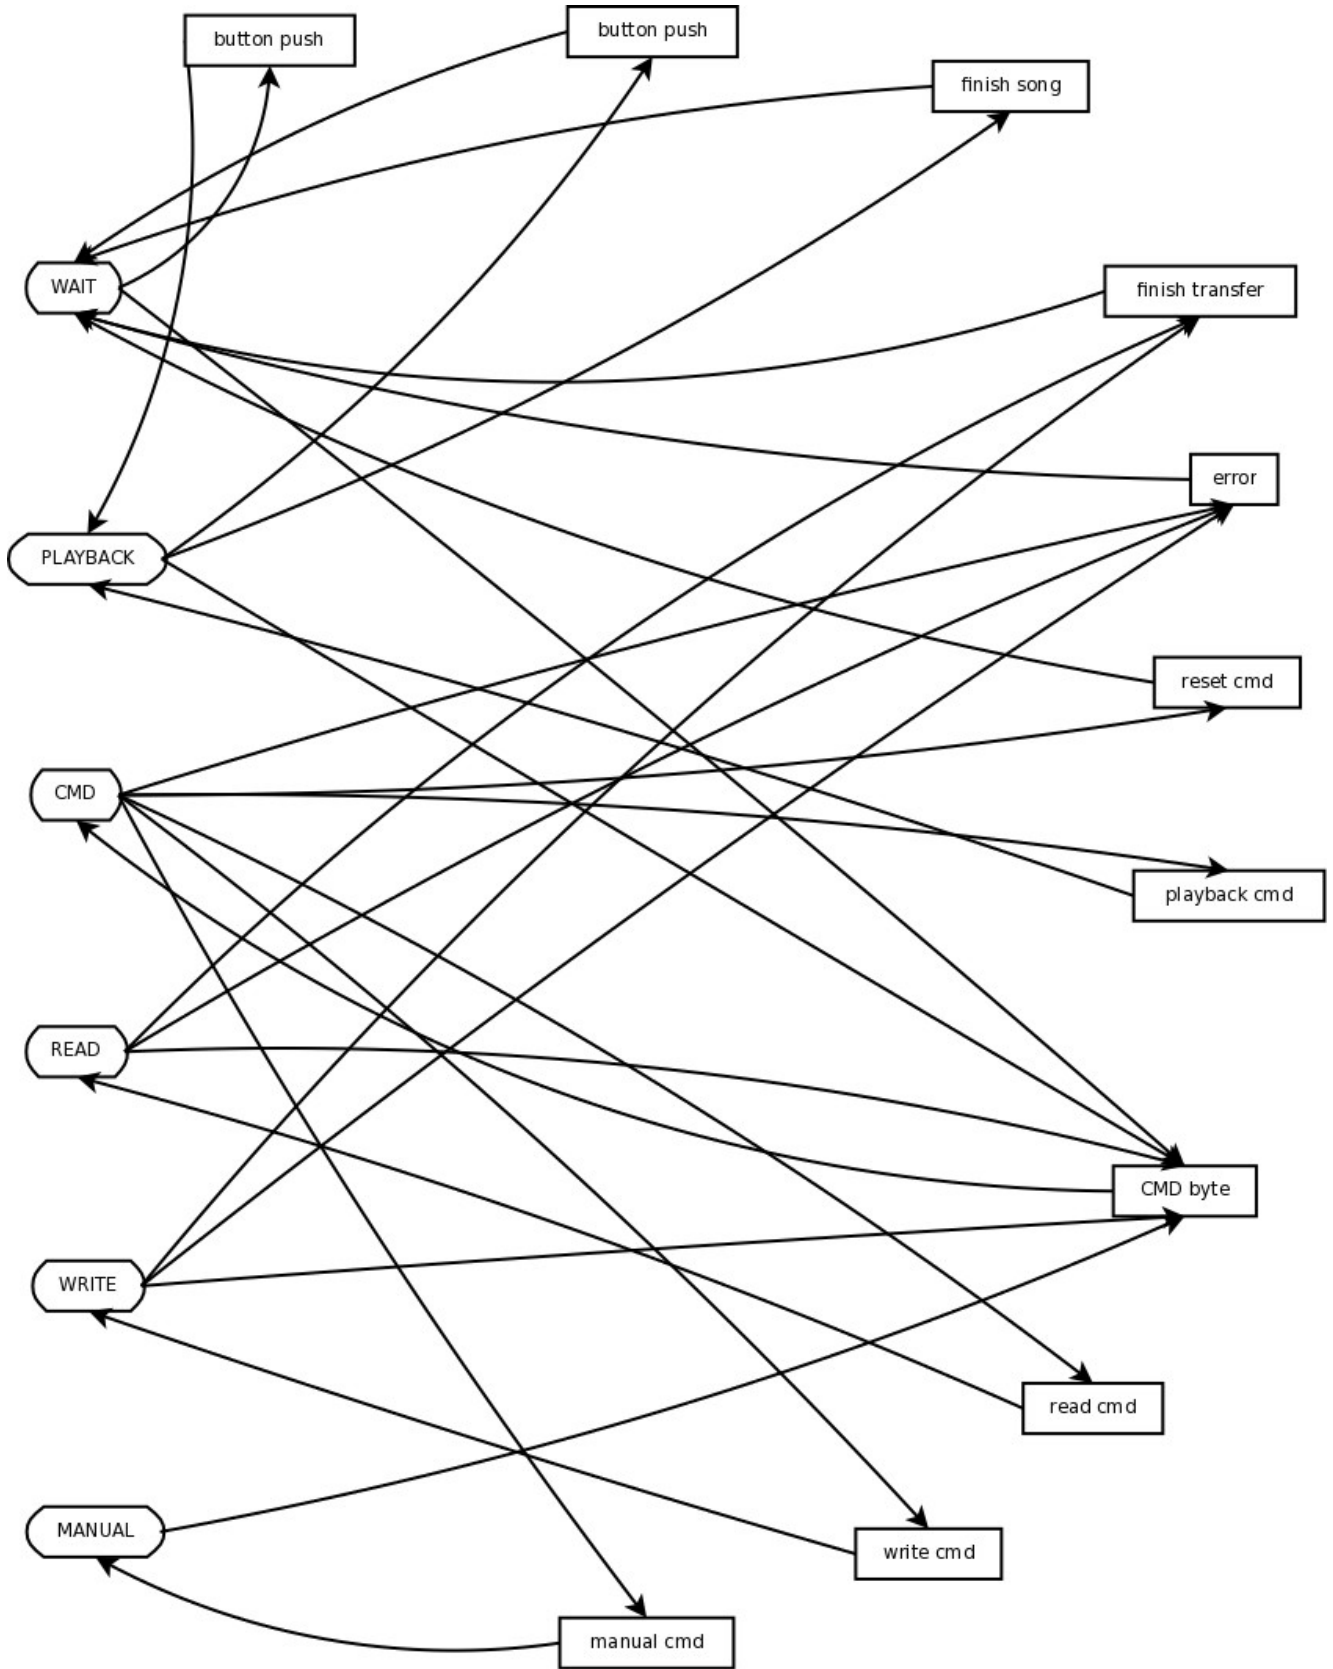 button push
button push
finish song
WAIT
finish transfer
error
PLAYBACK
reset cmd
CMD
playback cmd
READ
CMD byte
WRITE
read cmd
MANUAL
write cmd
manual cmd